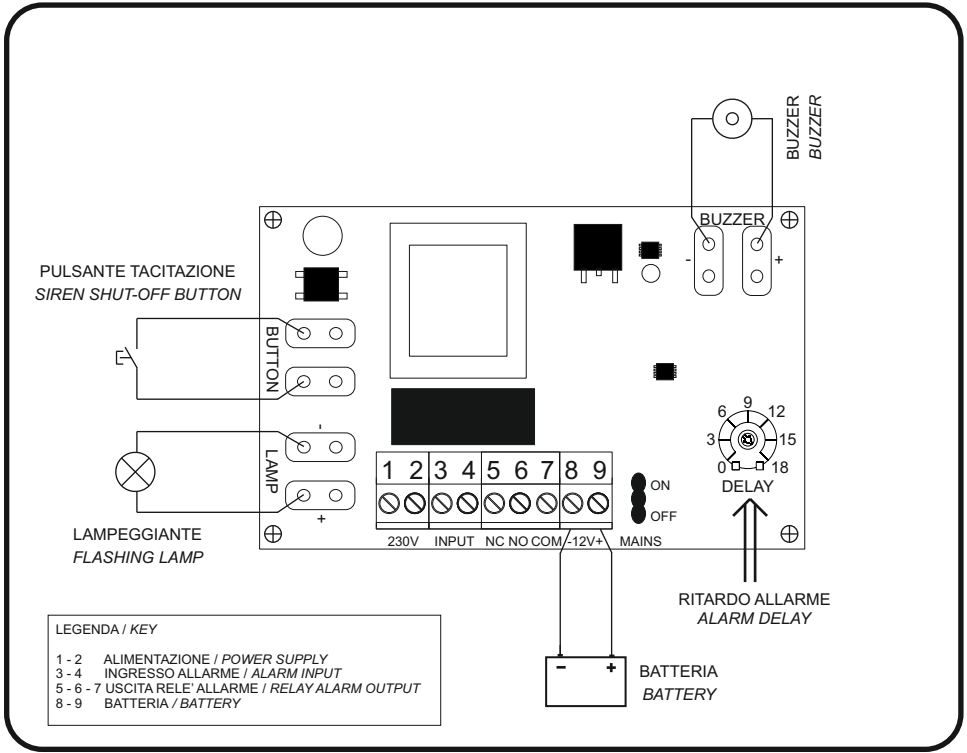 BUZZER
BUZZER
BUZZER
-
+
PULSANTE TACITAZIONE
SIREN SHUT-OFF BUTTON
BUTTON
-
LAMP
+
LAMPEGGIANTE
FLASHING LAMP
1 2 3 4 5 6 7 8 9
230V INPUT NC NO COM -12V+ MAINS
ON
OFF
0 3 6 9 12 15 18
DELAY
RITARDO ALLARME
ALARM DELAY
- +
BATTERIA
BATTERY
LEGENDA / KEY
1 - 2 ALIMENTAZIONE / POWER SUPPLY
3 - 4 INGRESSO ALLARME / ALARM INPUT
5 - 6 - 7 USCITA RELE' ALLARME / RELAY ALARM OUTPUT
8 - 9 BATTERIA / BATTERY